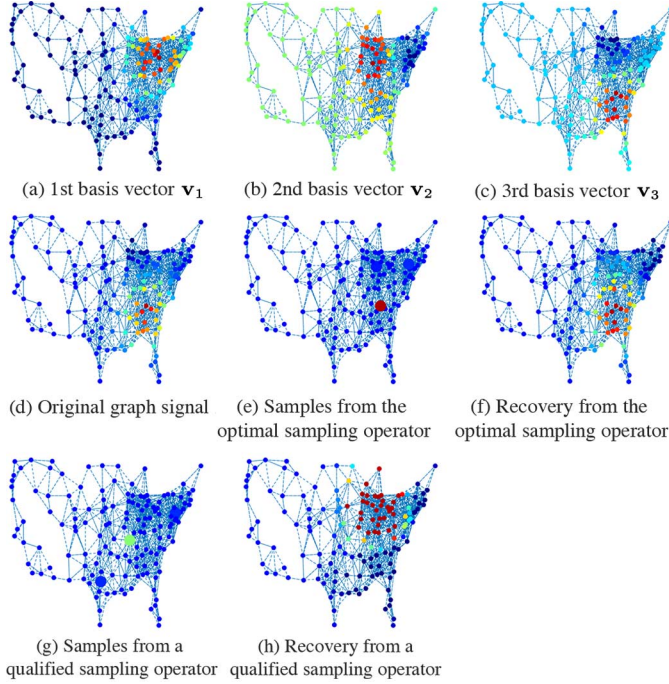 (a) 1st basis vector v₁
(b) 2nd basis vector v₂
(c) 3rd basis vector v₃
(d) Original graph signal
(e) Samples from the
optimal sampling operator
(f) Recovery from the
optimal sampling operator
(g) Samples from a
qualified sampling operator
(h) Recovery from a
qualified sampling operator